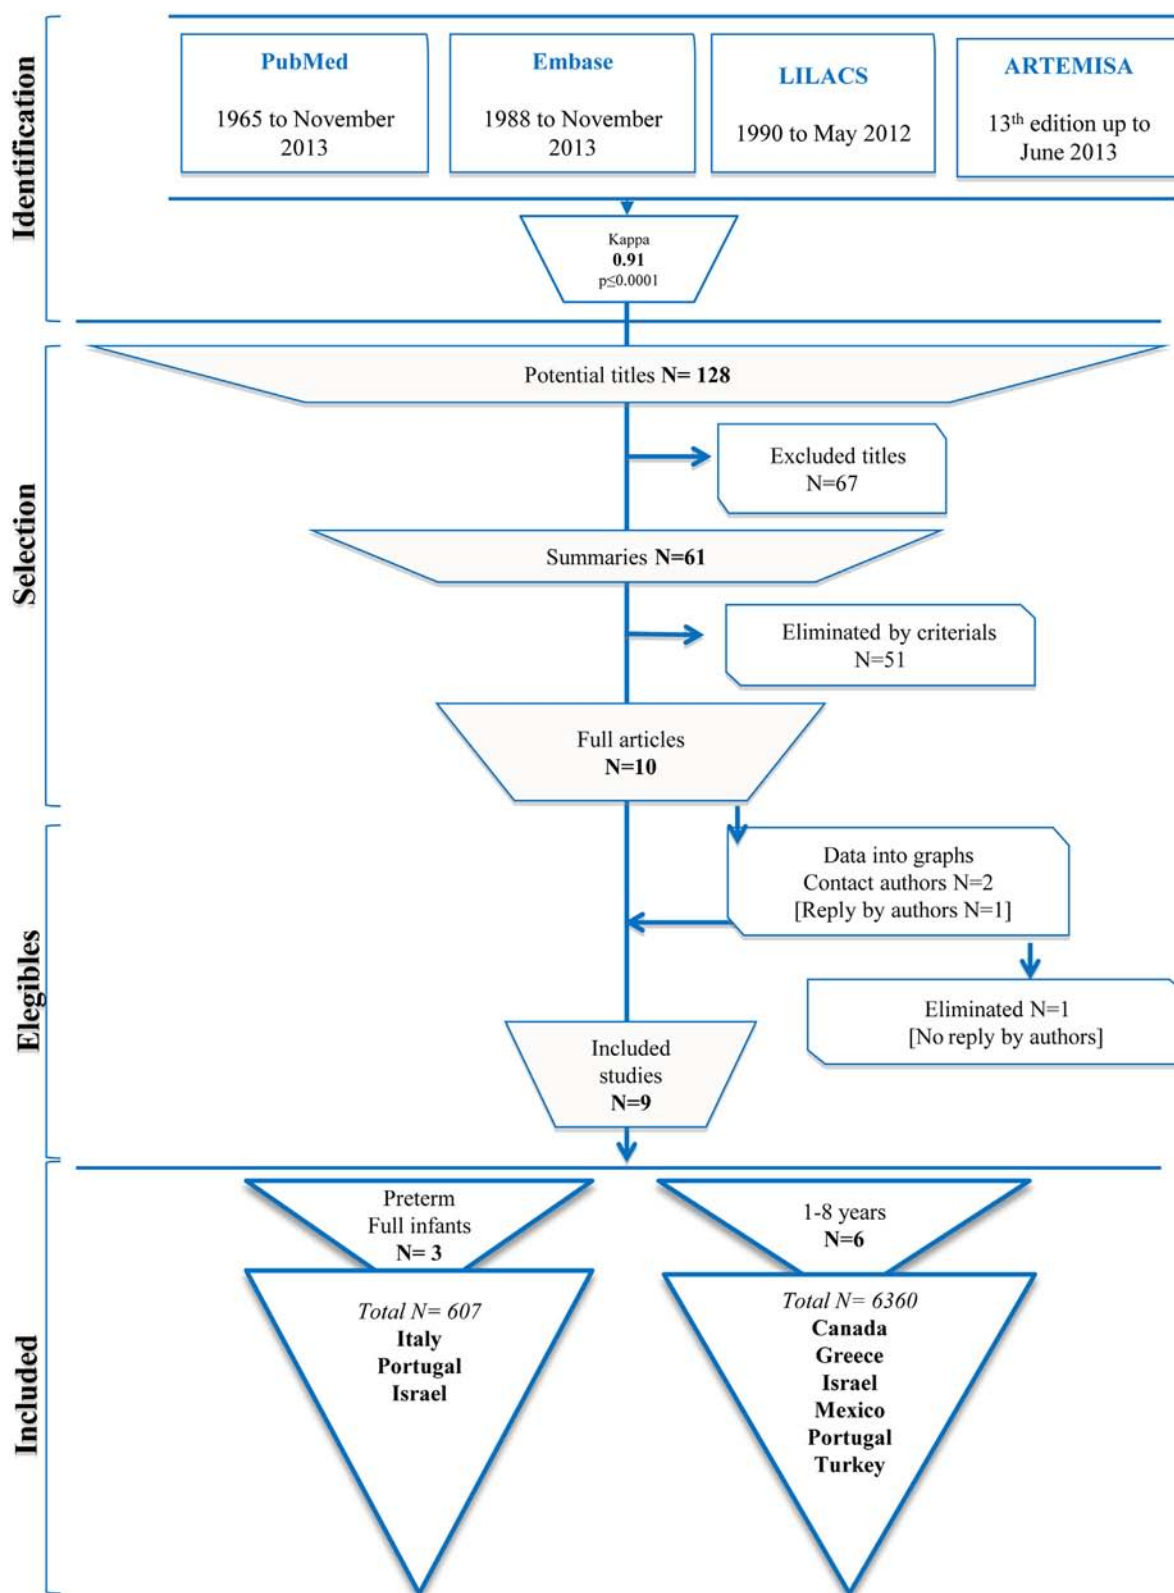 Identification
PubMed
1965 to November
2013
Embase
1988 to November
2013
LILACS
1990 to May 2012
ARTEMISA
13th edition up to
June 2013
Kappa
0.91
p≤0.0001
Selection
Potential titles N= 128
Excluded titles
N=67
Summaries N=61
Eliminated by criterials
N=51
Full articles
N=10
Elegibles
Data into graphs
Contact authors N=2
[Reply by authors N=1]
Eliminated N=1
[No reply by authors]
Included
studies
N=9
Included
Preterm
Full infants
N= 3
Total N= 607
Italy
Portugal
Israel
1-8 years
N=6
Total N= 6360
Canada
Greece
Israel
Mexico
Portugal
Turkey